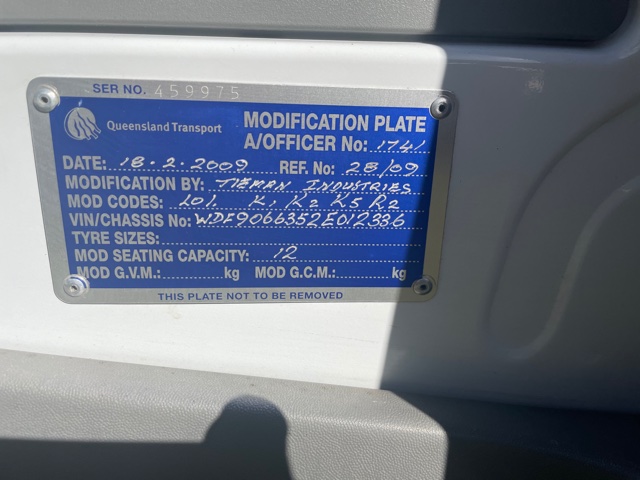 SER NO. 459975
Queensland Transport
MODIFICATION PLATE
A/OFFICER No: 1741
DATE: 18.2.2009 REF. No: 28/09
MODIFICATION BY: TIEMAN INDUSTRIES
MOD CODES: LO1, K1 K2 K5 R2
VIN/CHASSIS No: WDF9066352E012336
TYRE SIZES:
MOD SEATING CAPACITY: 12
MOD G.V.M.: kg MOD G.C.M.: kg
THIS PLATE NOT TO BE REMOVED